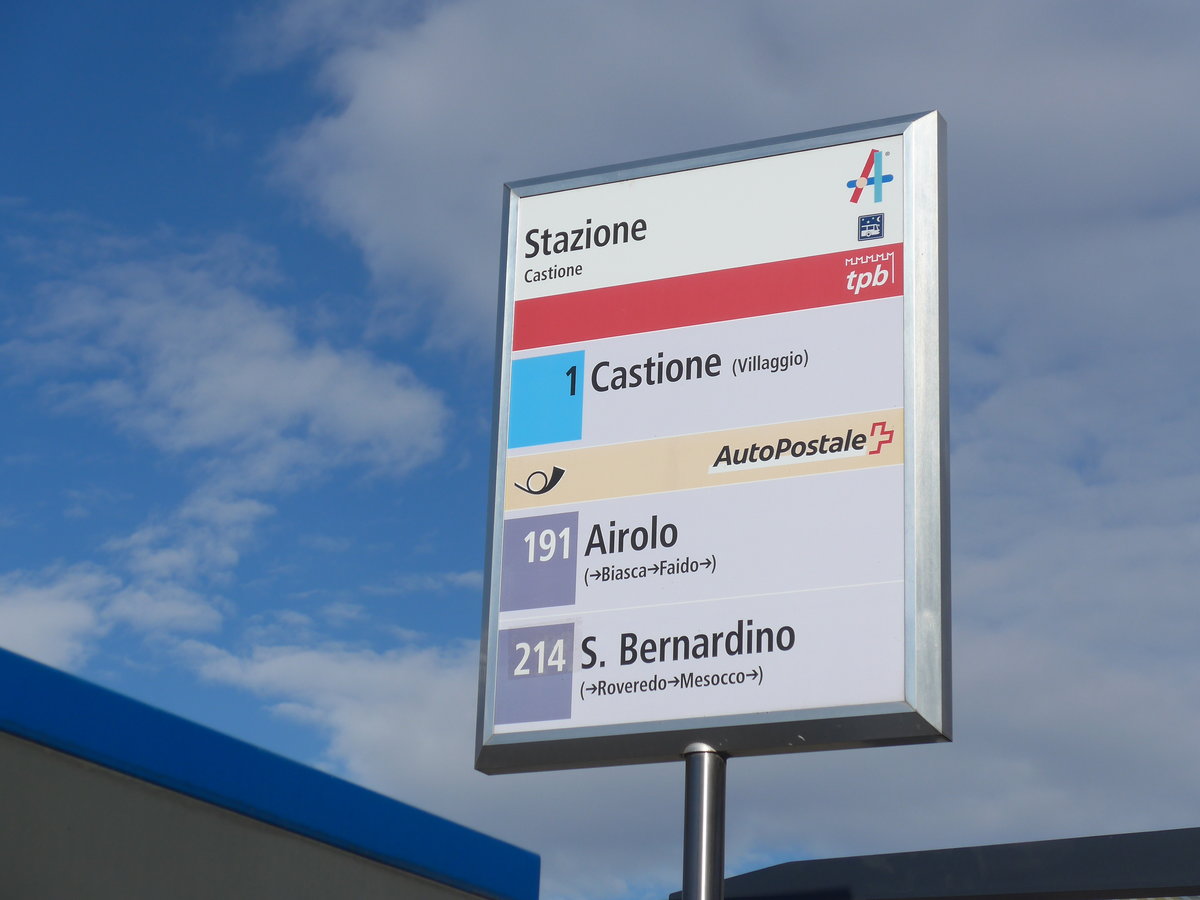 Stazione
Castione
tpb
1 Castione (Villaggio)
AutoPostale
191 Airolo
(→Biasca→Faido→)
214 S. Bernardino
(→Roveredo→Mesocco→)